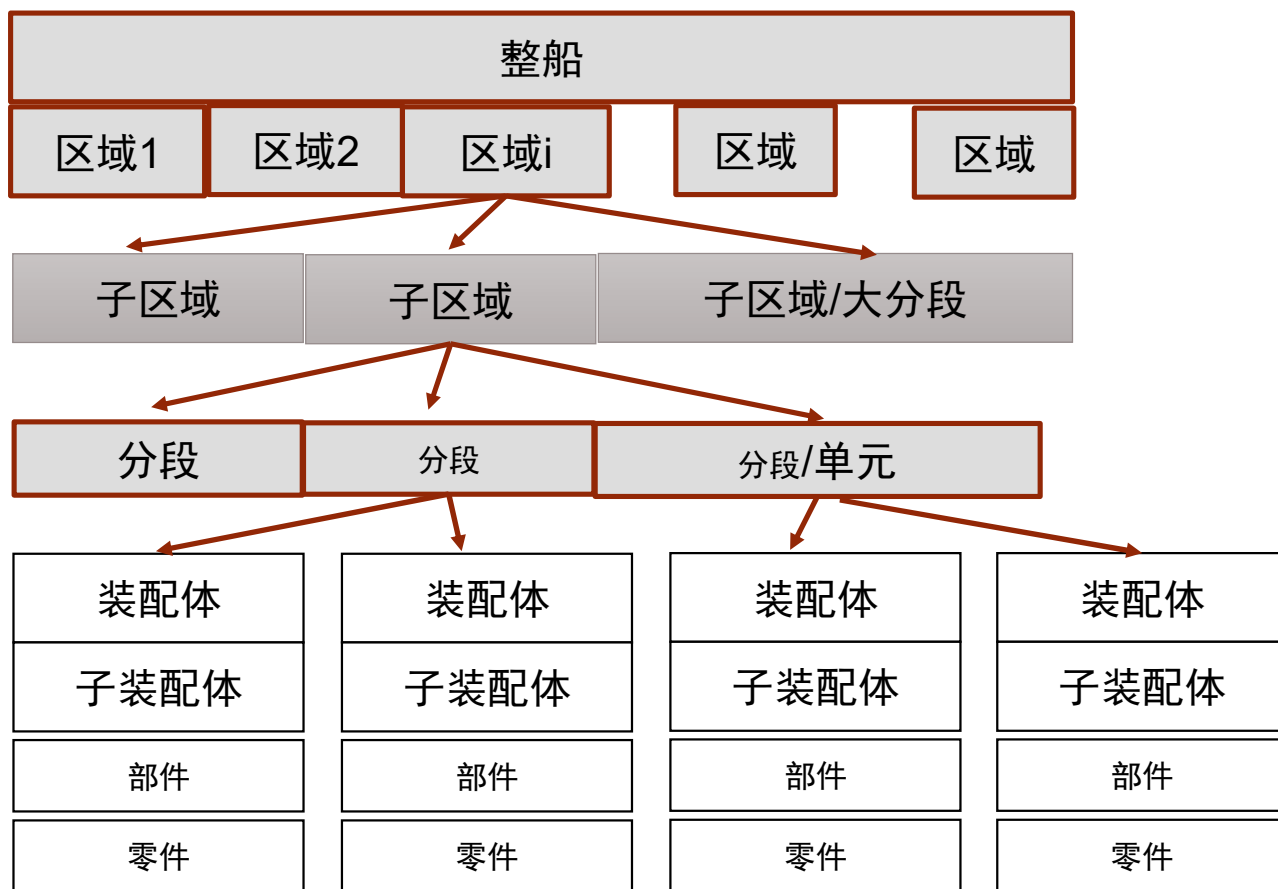 整船
区域1
区域2
区域i
区域
区域
子区域
子区域
子区域/大分段
分段
分段
分段/单元
装配体
装配体
装配体
装配体
子装配体
子装配体
子装配体
子装配体
部件
部件
部件
部件
零件
零件
零件
零件